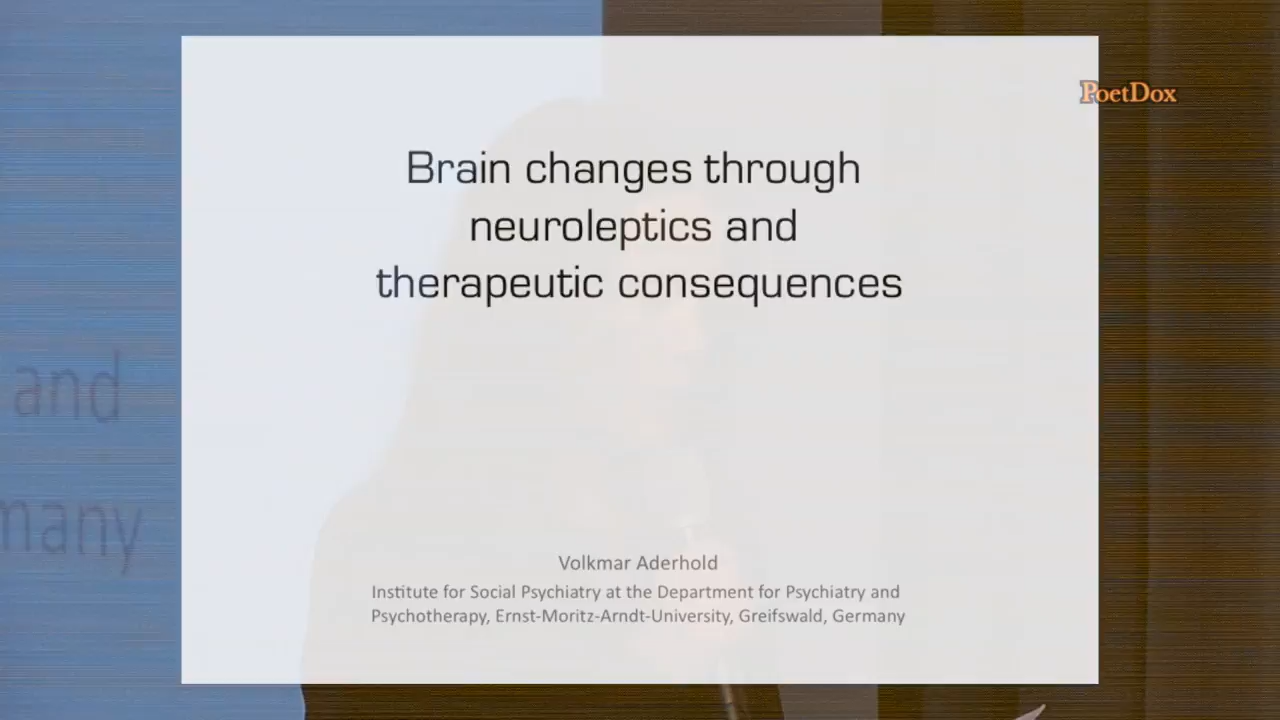 PoetDox
Brain changes through
neuroleptics and
therapeutic consequences
and
many
Volkmar Aderhold
Institute for Social Psychiatry at the Department for Psychiatry and
Psychotherapy, Ernst-Moritz-Arndt-University, Greifswald, Germany